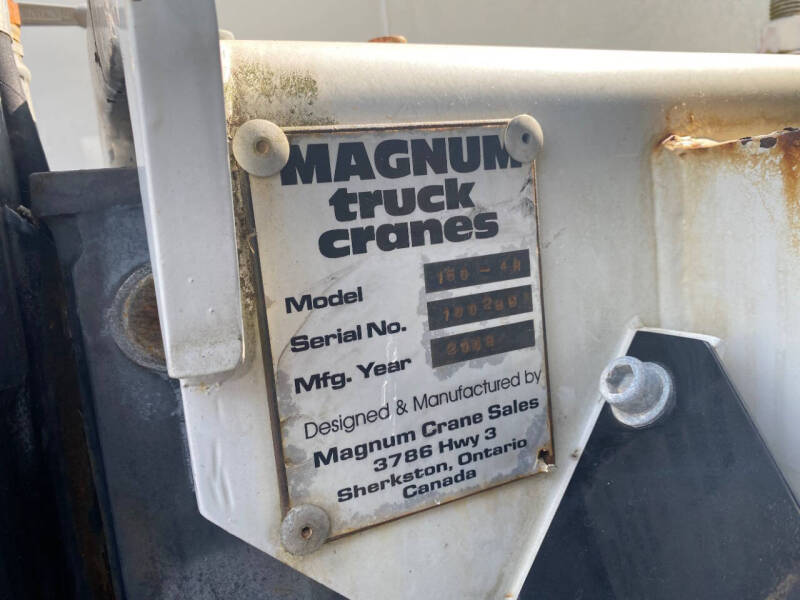 MAGNUM
truck
cranes
Model
Serial No.
Mfg. Year
Designed & Manufactured by
Magnum Crane Sales
3786 Hwy 3
Sherkston, Ontario
Canada